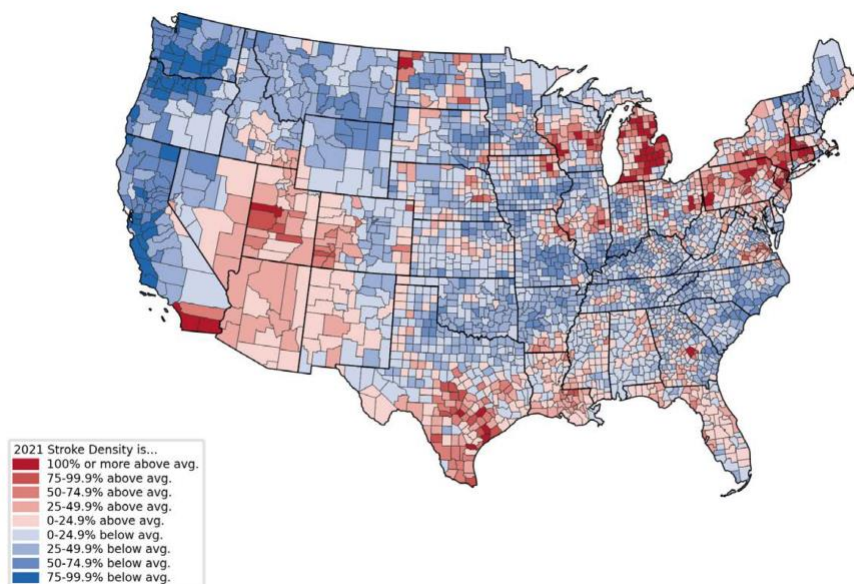 2021 Stroke Density is...
100% or more above avg.
75-99.9% above avg.
50-74.9% above avg.
25-49.9% above avg.
0-24.9% above avg.
0-24.9% below avg.
25-49.9% below avg.
50-74.9% below avg.
75-99.9% below avg.